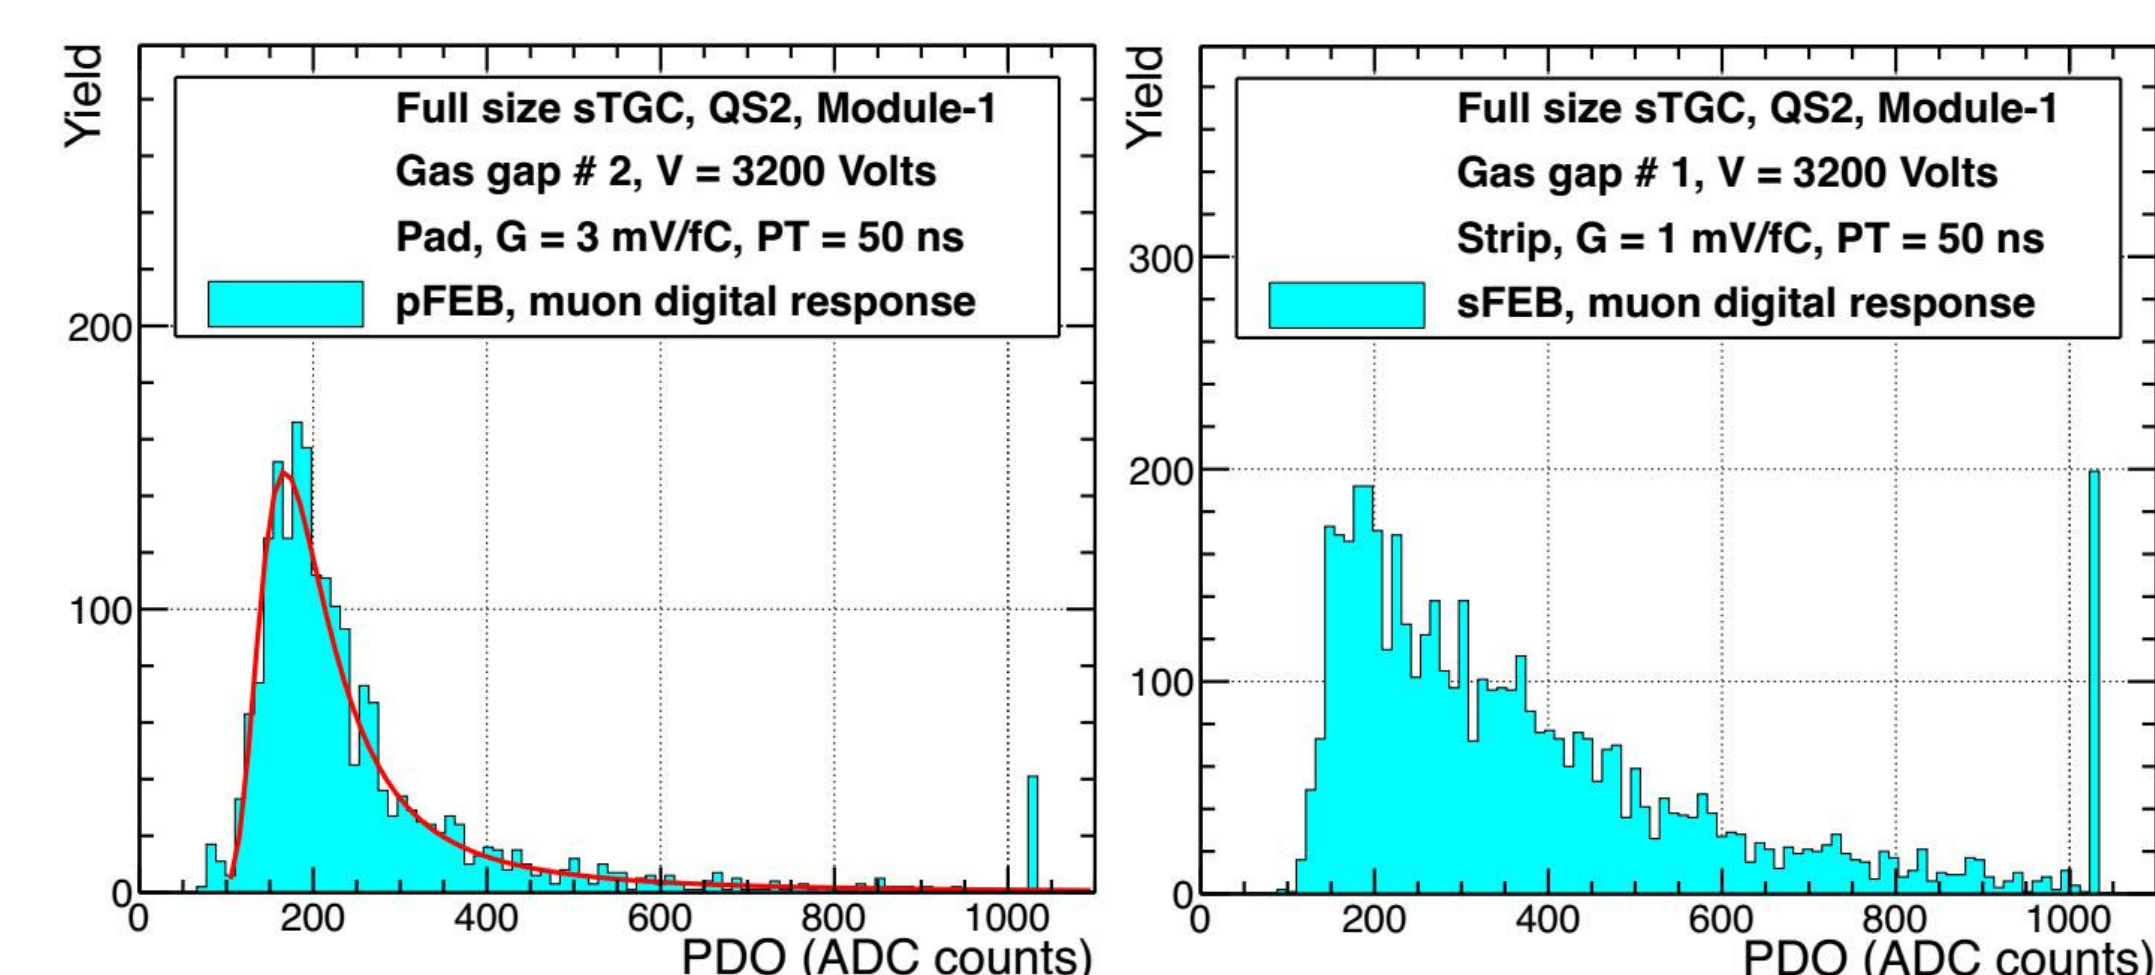 Yield
Full size sTGC, QS2, Module-1
Gas gap # 2, V = 3200 Volts
Pad, G = 3 mV/fC, PT = 50 ns
pFEB, muon digital response
200
100
0
0 200 400 600 800 1000
PDO (ADC counts)
Yield
Full size sTGC, QS2, Module-1
Gas gap # 1, V = 3200 Volts
Strip, G = 1 mV/fC, PT = 50 ns
sFEB, muon digital response
300
200
100
0
0 200 400 600 800 1000
PDO (ADC counts)